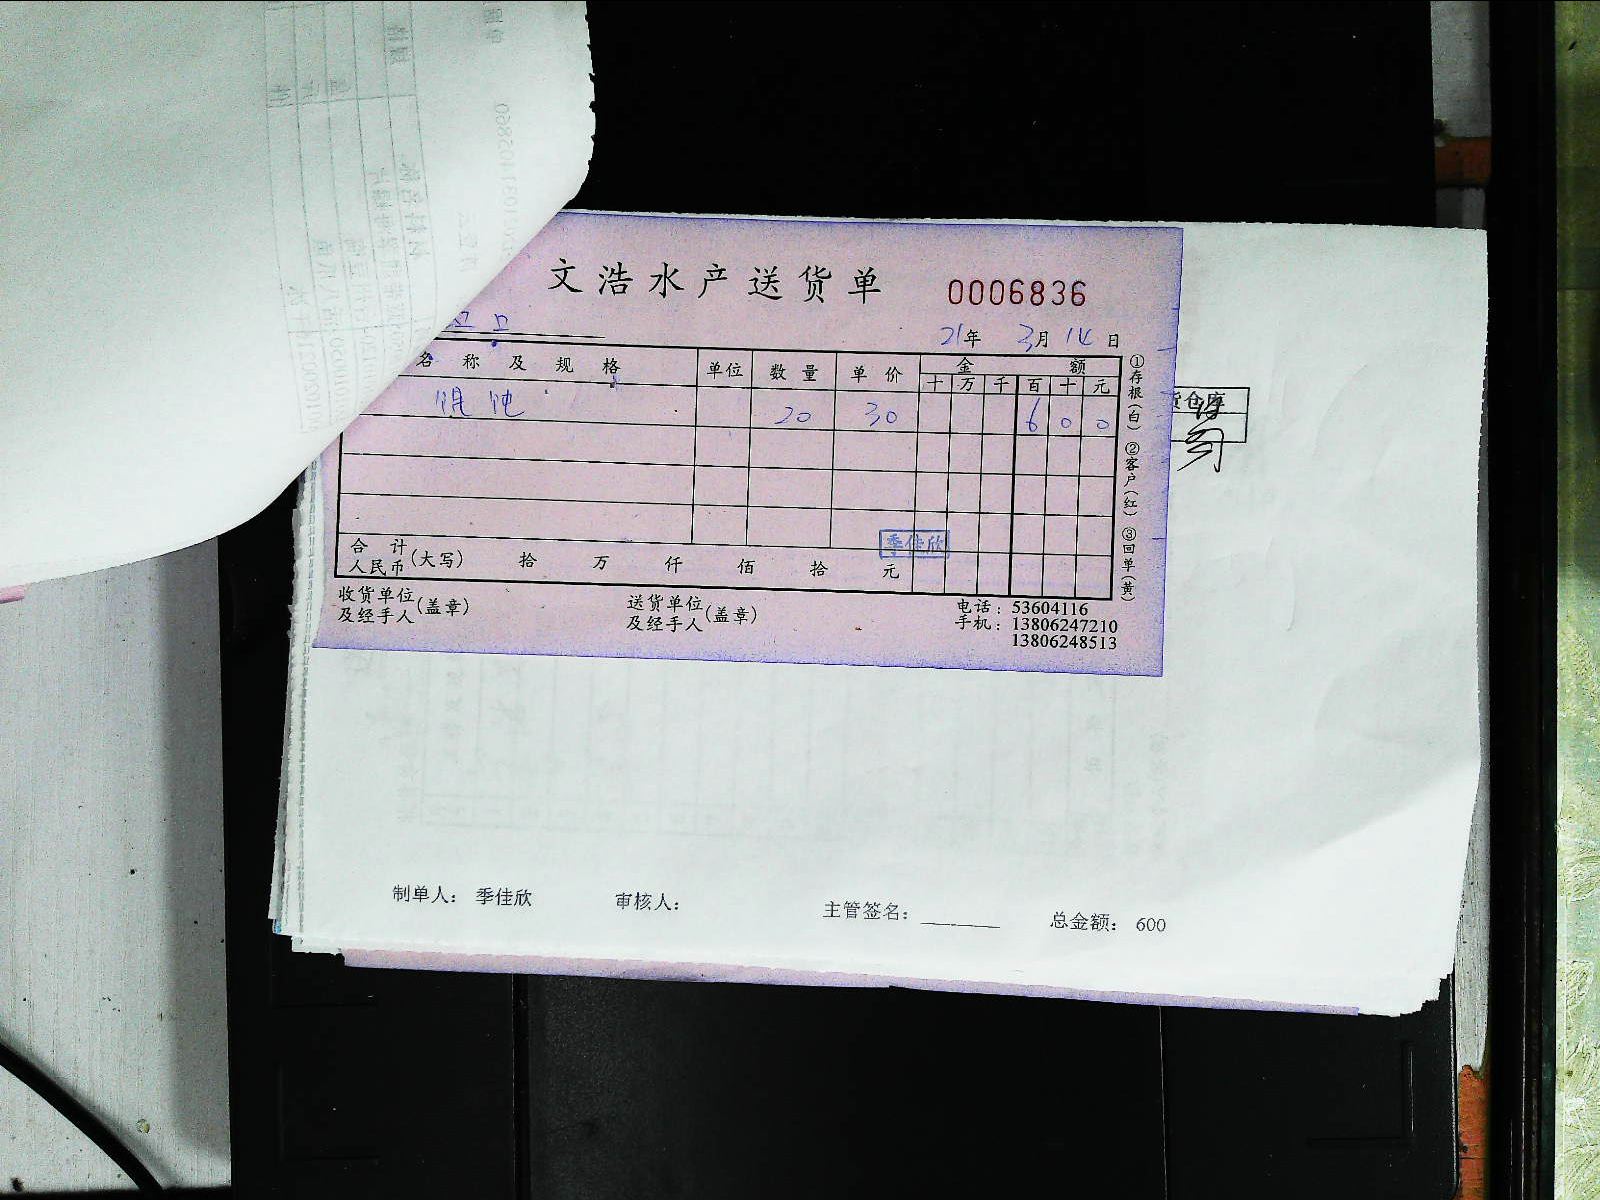 文浩水产送货单 0006836
21年 3月 14日
名称及规格 单位 数量 单价 金额
十 万 千 百 十 元
馄饨 20 30 6 0 0
合计
人民币(大写) 拾 万 仟 佰 拾 元
季佳欣
收货单位
及经手人(盖章)
送货单位
及经手人(盖章)
电话：53604116
手机：13806247210
13806248513
①存根(白) ②客户(红) ③回单(黄)
货仓库
制单人： 季佳欣 审核人： 主管签名： 总金额： 600